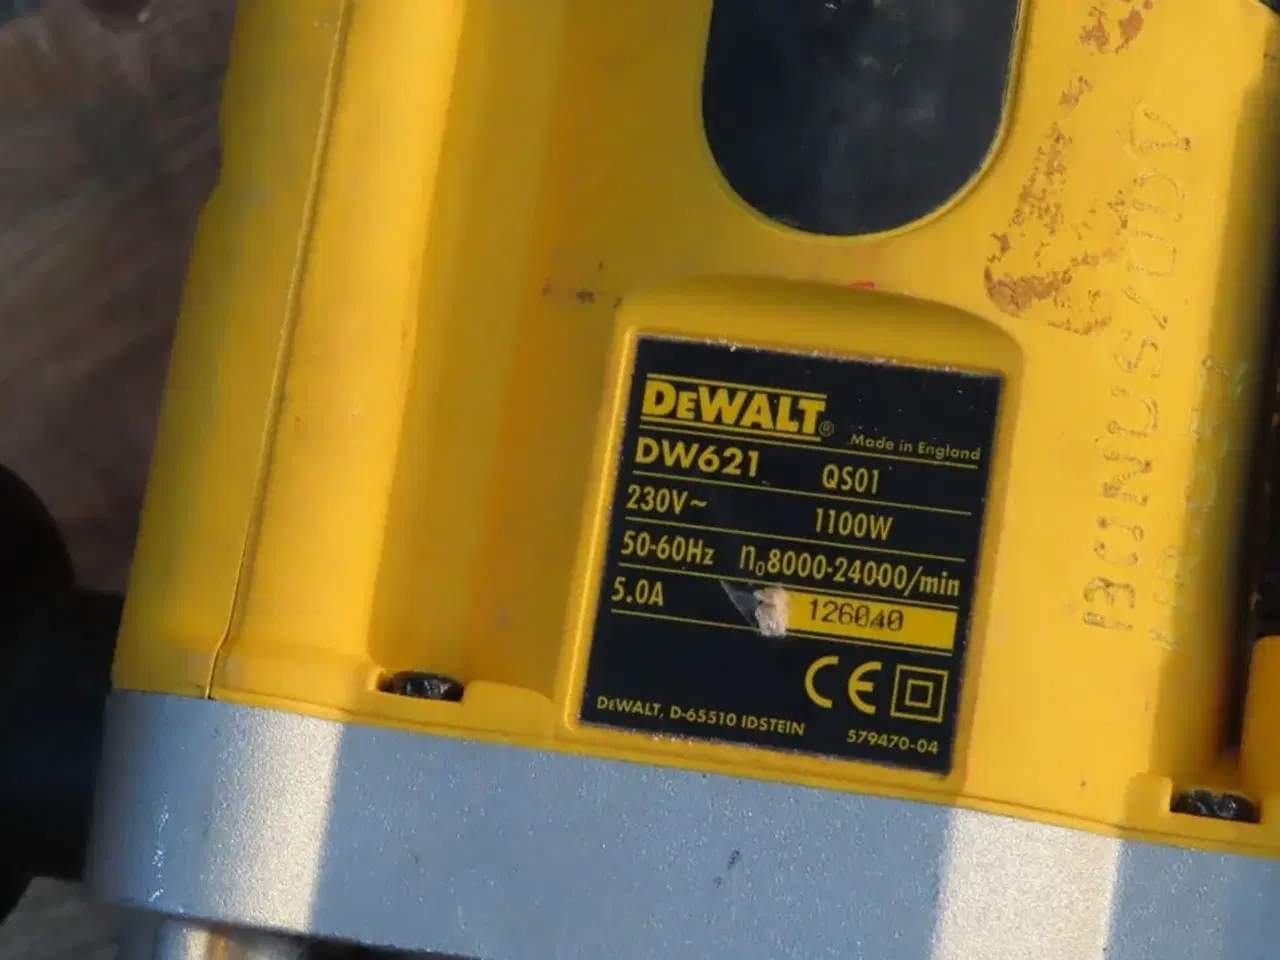 DEWALT® Made in England
DW621 QS01
230V~ 1100W
50-60Hz n₀8000-24000/min
5.0A 126040
CE
DEWALT, D-65510 IDSTEIN 579470-04